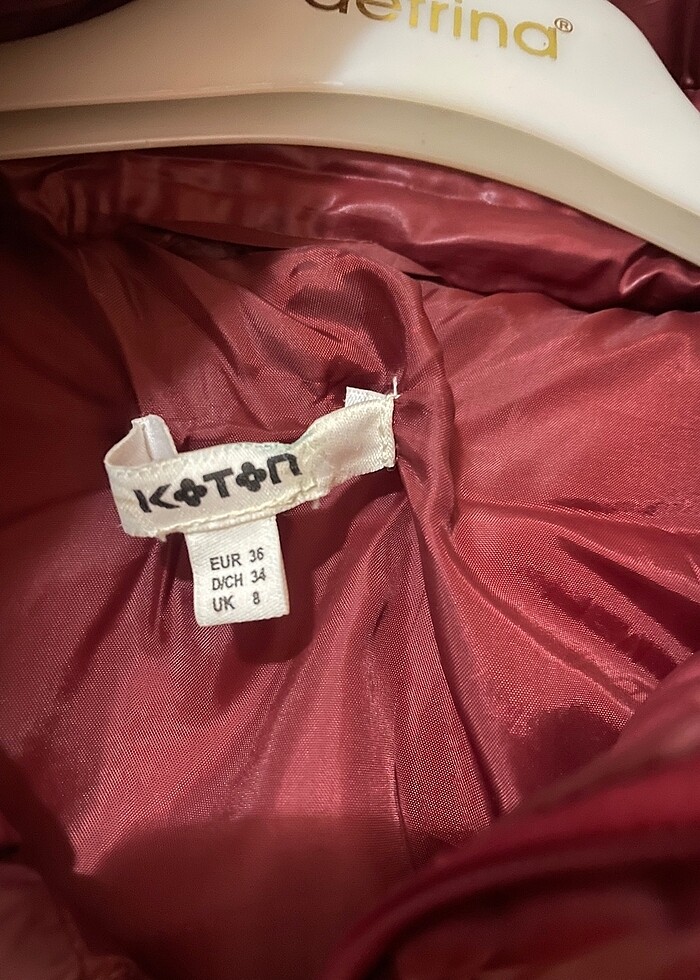 defrina®
KOTON
EUR 36
D/CH 34
UK 8